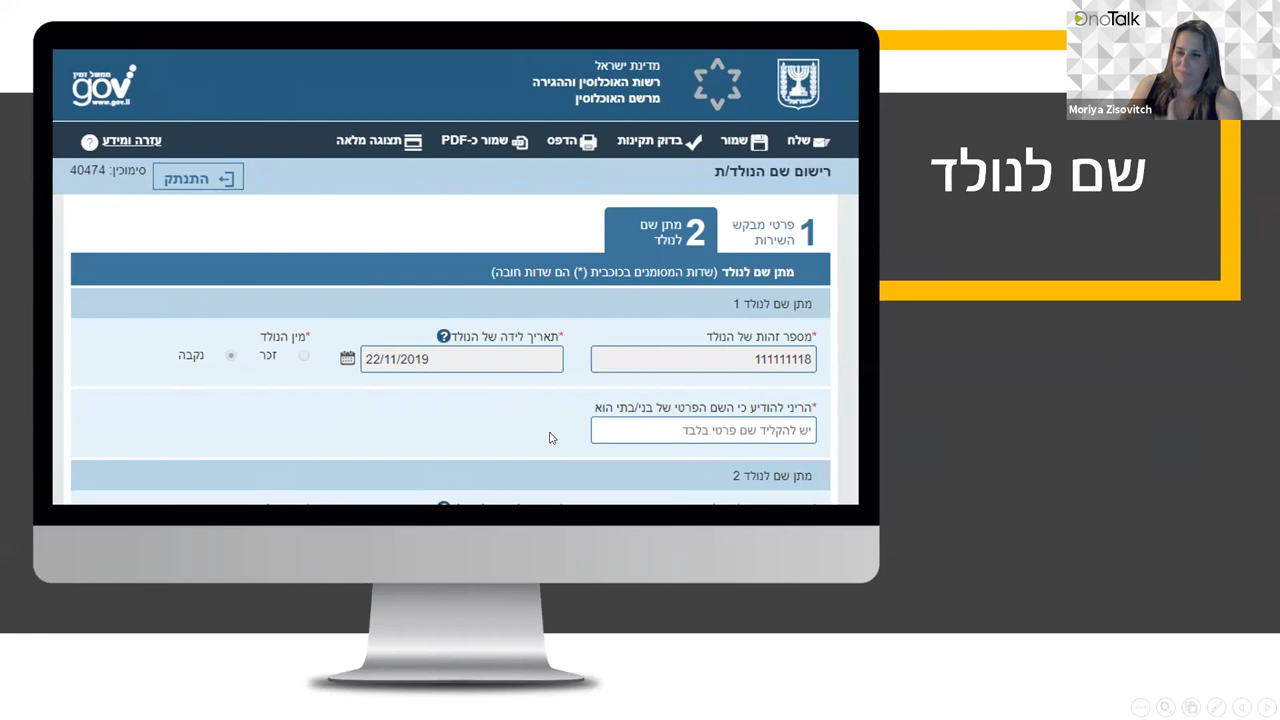 OnoTalk
Moriya Zisovitch
שם לנולד
מדינת ישראל
רשות האוכלוסין וההגירה
מרשם האוכלוסין
ממשל זמין
gov
www.gov.il
שלח
שמור
בדוק תקינות
הדפס
שמור כ-PDF
תצוגה מלאה
עזרה ומידע
?
רישום שם הנולד/ת
התנתק
סימוכין: 40474
1 פרטי מבקש
השירות
2 מתן שם
לנולד
מתן שם לנולד (שדות המסומנים בכוכבית (*) הם שדות חובה)
מתן שם לנולד 1
*מספר זהות של הנולד
*תאריך לידה של הנולד ?
*מין הנולד
111111118
22/11/2019
זכר
נקבה
*הריני להודיע כי השם הפרטי של בני/בתי הוא
יש להקליד שם פרטי בלבד
מתן שם לנולד 2